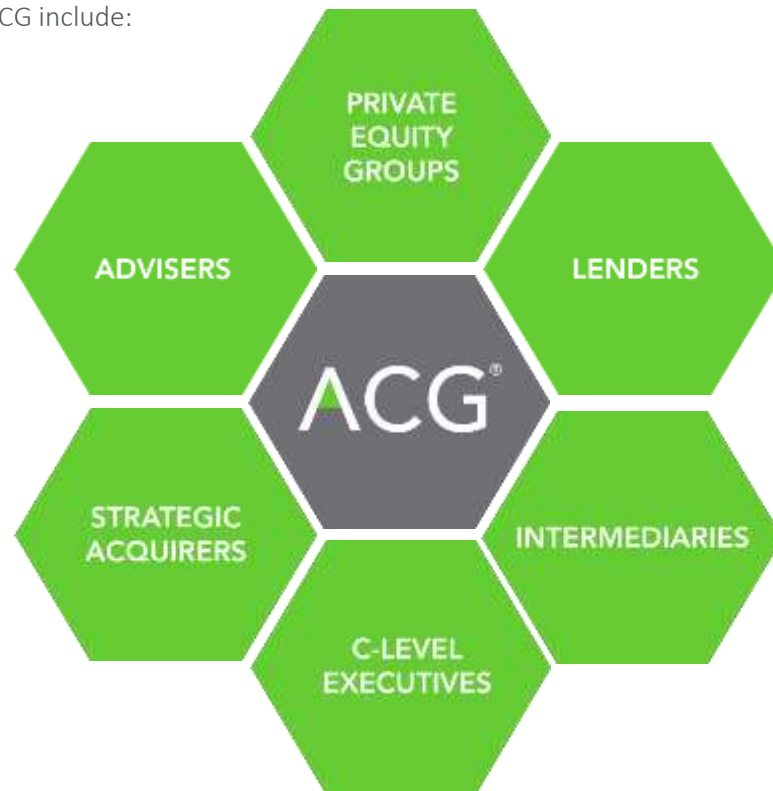 CG include:
PRIVATE
EQUITY
GROUPS
ADVISERS
LENDERS
ACG®
STRATEGIC
ACQUIRERS
INTERMEDIARIES
C-LEVEL
EXECUTIVES